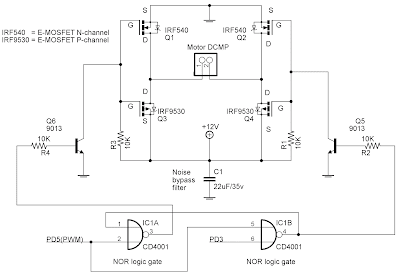 S
S
IRF540
Q1
IRF540
Q2
G
G
D
D
IRF540 = E-MOSFET N-channel
IRF9530 = E-MOSFET P-channel
Motor DCMP
1
2
D
D
G
G
IRF9530
Q3
IRF9530
Q4
S
S
Q6
9013
Q5
9013
+12V
10K
R3
R1
10K
10K
R4
10K
R2
Noise
bypass
filter
C1
22uF/35v
IC1A
IC1B
1
2
3
5
6
4
PD5(PWM)
PD3
CD4001
CD4001
NOR logic gate
NOR logic gate